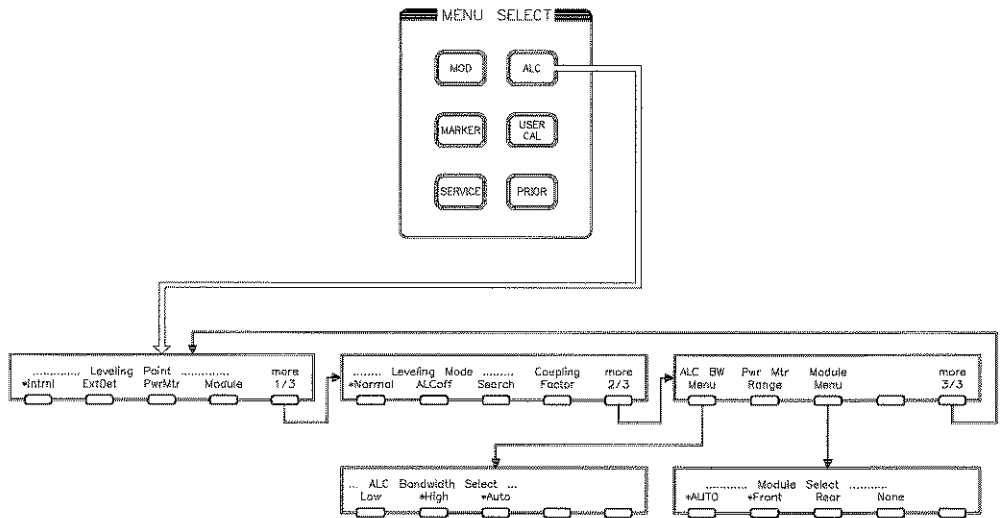 MENU SELECT
MOD ALC
MARKER USER CAL
SERVICE PRIOR
............. Leveling Point ............. more
*Intrnl ExtDet PwrMtr Module 1/3
........ Leveling Mode ......... Coupling more
*Normal ALCoff Search Factor 2/3
ALC BW Pwr Mtr Module more
Menu Range Menu 3/3
... ALC Bandwidth Select ...
Low *High *Auto
........... Module Select ...........
*AUTO *Front Rear None